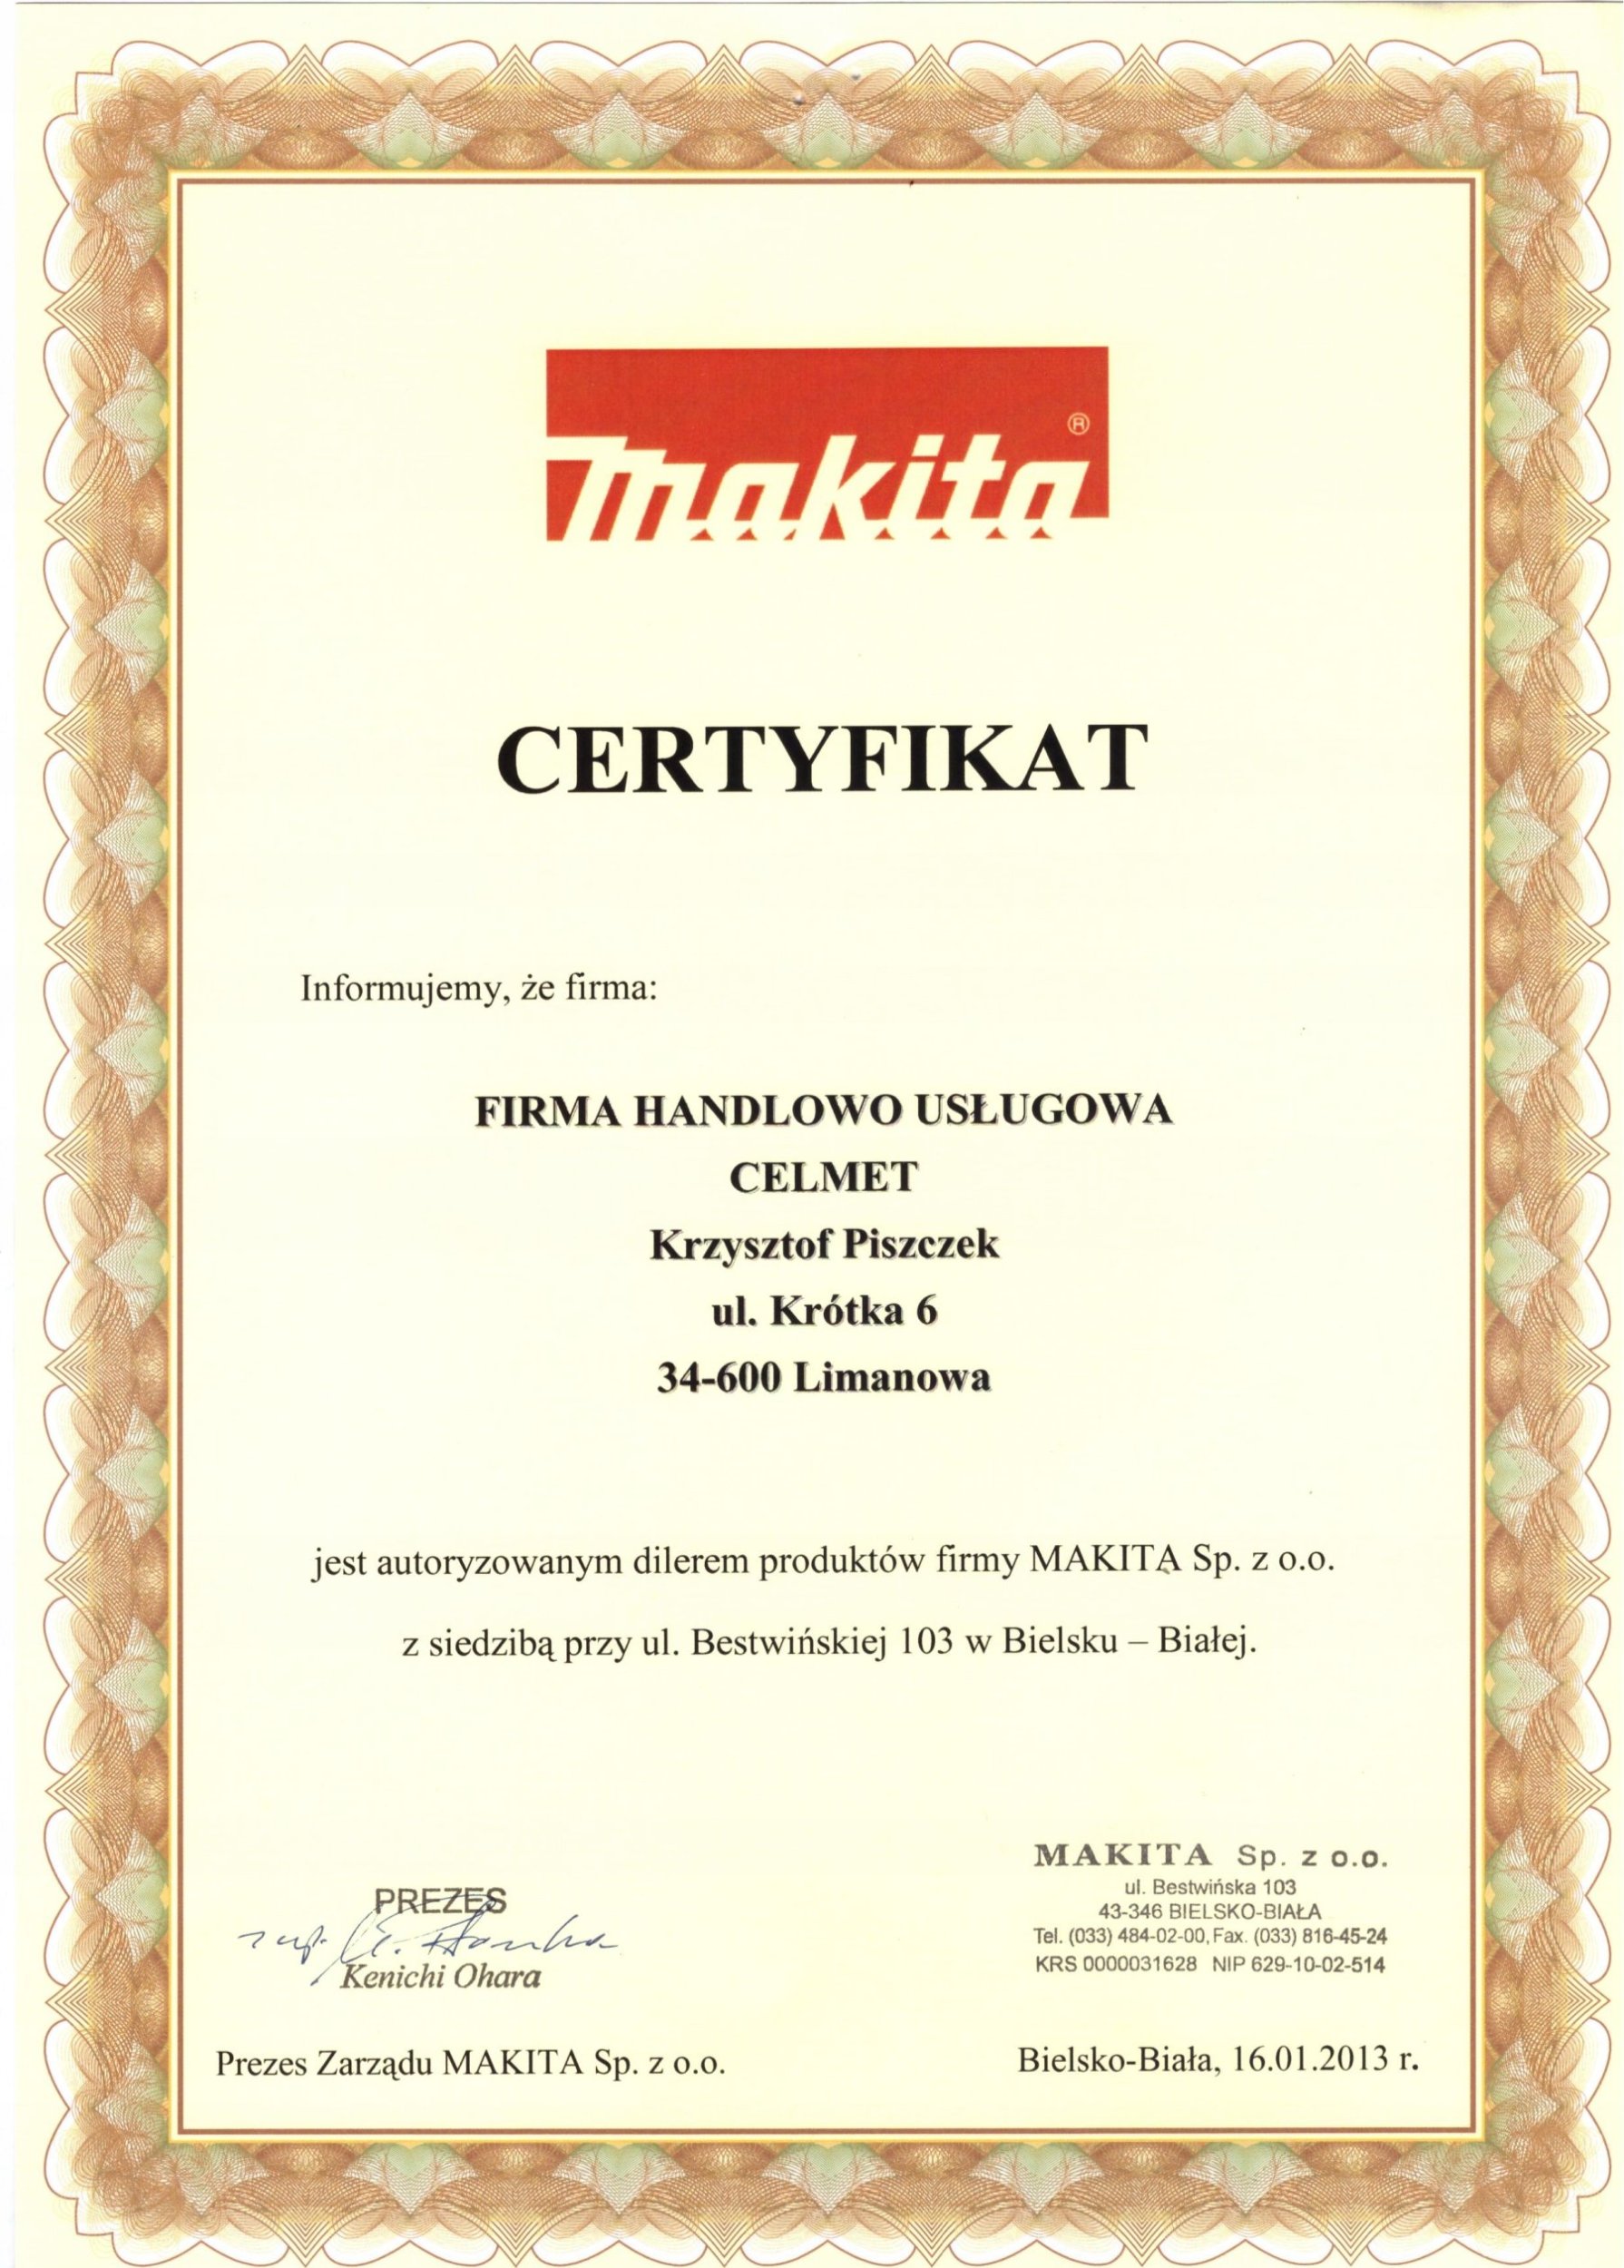 makita®
CERTYFIKAT
Informujemy, że firma:
FIRMA HANDLOWO USŁUGOWA
CELMET
Krzysztof Piszczek
ul. Krótka 6
34-600 Limanowa
jest autoryzowanym dilerem produktów firmy MAKITA Sp. z o.o.
z siedzibą przy ul. Bestwińskiej 103 w Bielsku – Białej.
PREZES
Kenichi Ohara
Prezes Zarządu MAKITA Sp. z o.o.
MAKITA Sp. z o.o.
ul. Bestwińska 103
43-346 BIELSKO-BIAŁA
Tel. (033) 484-02-00, Fax. (033) 816-45-24
KRS 0000031628 NIP 629-10-02-514
Bielsko-Biała, 16.01.2013 r.